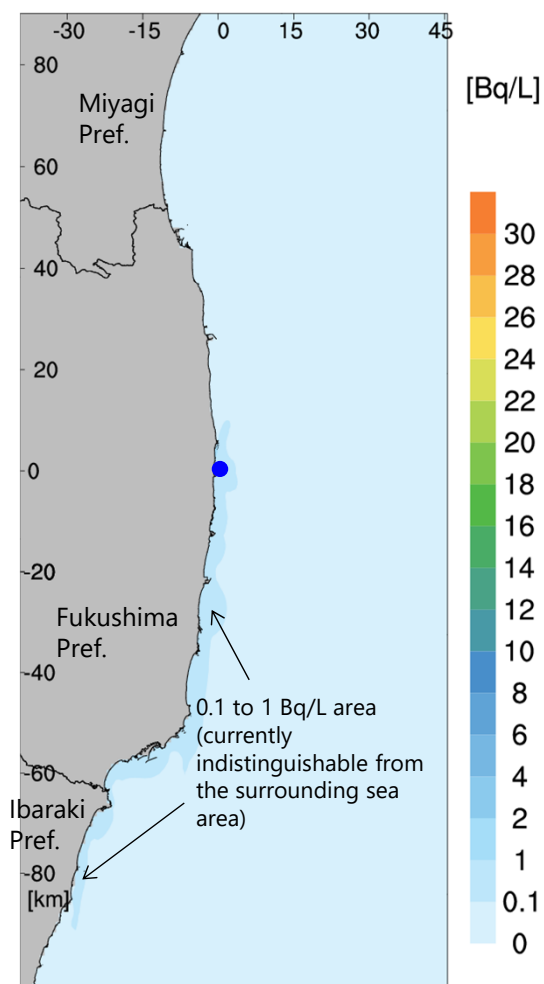 -30 -15 0 15 30 45
[Bq/L]
80
Miyagi
Pref.
60
40
20
0
-20
Fukushima
Pref.
-40
0.1 to 1 Bq/L area
(currently
indistinguishable from
the surrounding sea
area)
-60
Ibaraki
Pref.
-80
[km]
30
28
26
24
22
20
18
16
14
12
10
8
6
4
2
1
0.1
0